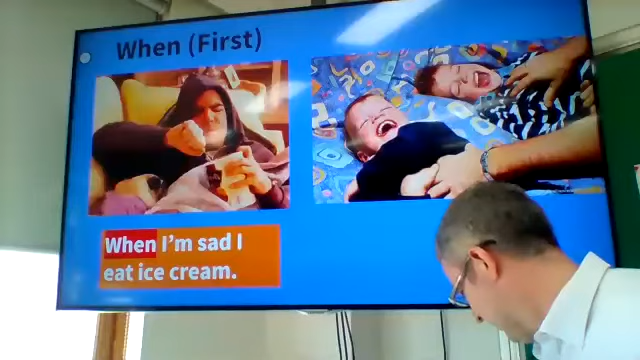 When (First)
When I'm sad I
eat ice cream.